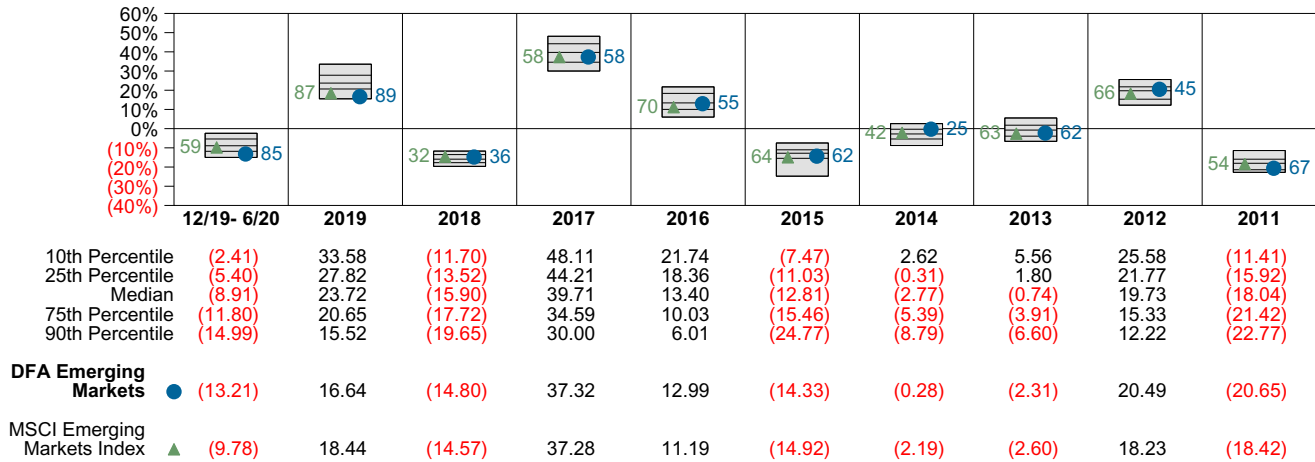 60%
50%
40%
30%
20%
10%
0%
(10%)
(20%)
(30%)
(40%)
59 85
87 89
32 36
58 58
70 55
64 62
42 25
63 62
66 45
54 67
12/19- 6/20 2019 2018 2017 2016 2015 2014 2013 2012 2011
10th Percentile (2.41) 33.58 (11.70) 48.11 21.74 (7.47) 2.62 5.56 25.58 (11.41)
25th Percentile (5.40) 27.82 (13.52) 44.21 18.36 (11.03) (0.31) 1.80 21.77 (15.92)
Median (8.91) 23.72 (15.90) 39.71 13.40 (12.81) (2.77) (0.74) 19.73 (18.04)
75th Percentile (11.80) 20.65 (17.72) 34.59 10.03 (15.46) (5.39) (3.91) 15.33 (21.42)
90th Percentile (14.99) 15.52 (19.65) 30.00 6.01 (24.77) (8.79) (6.60) 12.22 (22.77)
DFA Emerging
Markets (13.21) 16.64 (14.80) 37.32 12.99 (14.33) (0.28) (2.31) 20.49 (20.65)
MSCI Emerging
Markets Index (9.78) 18.44 (14.57) 37.28 11.19 (14.92) (2.19) (2.60) 18.23 (18.42)